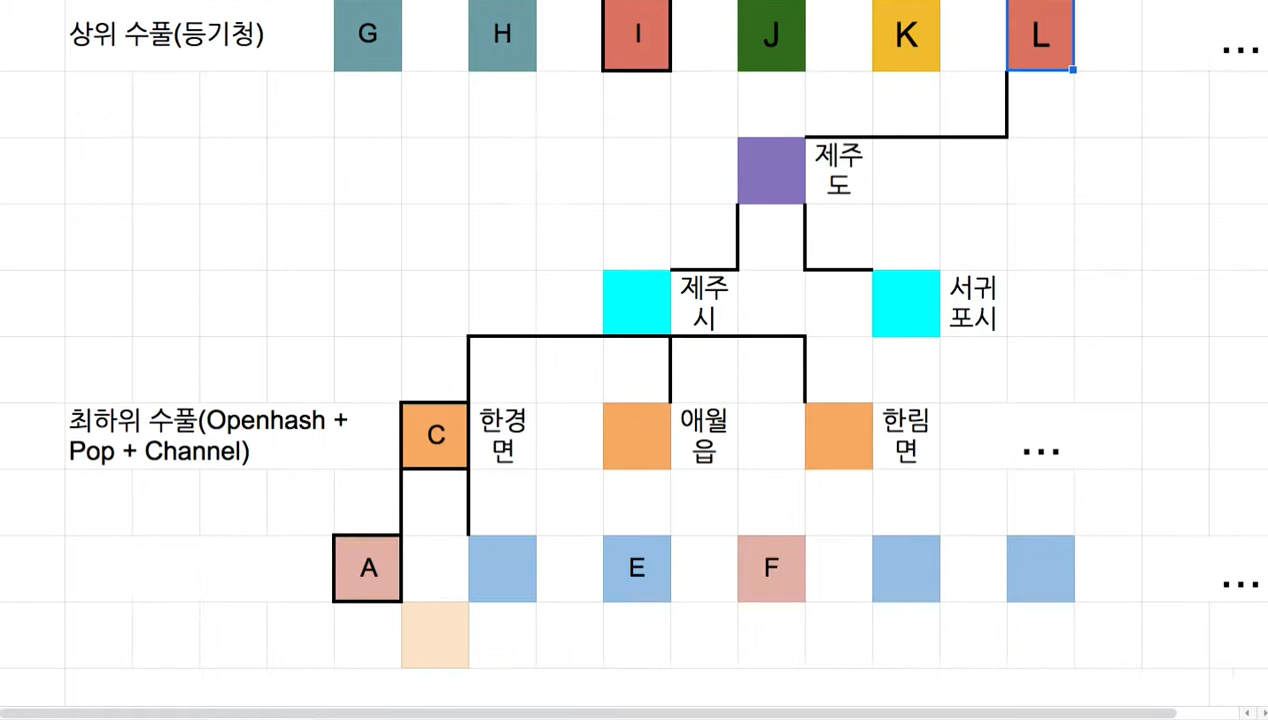 상위 수풀(등기청)
G
H
I
J
K
L
...
제주
도
제주
시
서귀
포시
최하위 수풀(Openhash +
Pop + Channel)
C
한경
면
애월
읍
한림
면
...
A
E
F
...